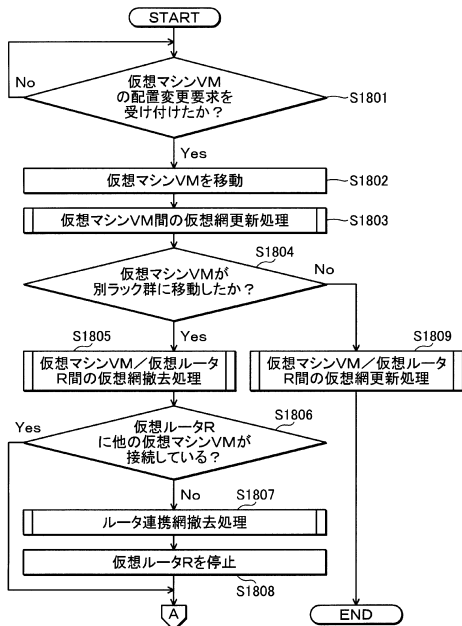 START
No
仮想マシンVM
の配置変更要求を
受け付けたか？
S1801
Yes
仮想マシンVMを移動
S1802
仮想マシンVM間の仮想網更新処理
S1803
S1804
仮想マシンVMが
別ラック群に移動したか？
No
S1805
Yes
S1809
仮想マシンVM／仮想ルータ
R間の仮想網撤去処理
仮想マシンVM／仮想ルータ
R間の仮想網更新処理
Yes
S1806
仮想ルータR
に他の仮想マシンVMが
接続している？
No
S1807
ルータ連携網撤去処理
仮想ルータRを停止
S1808
A
END